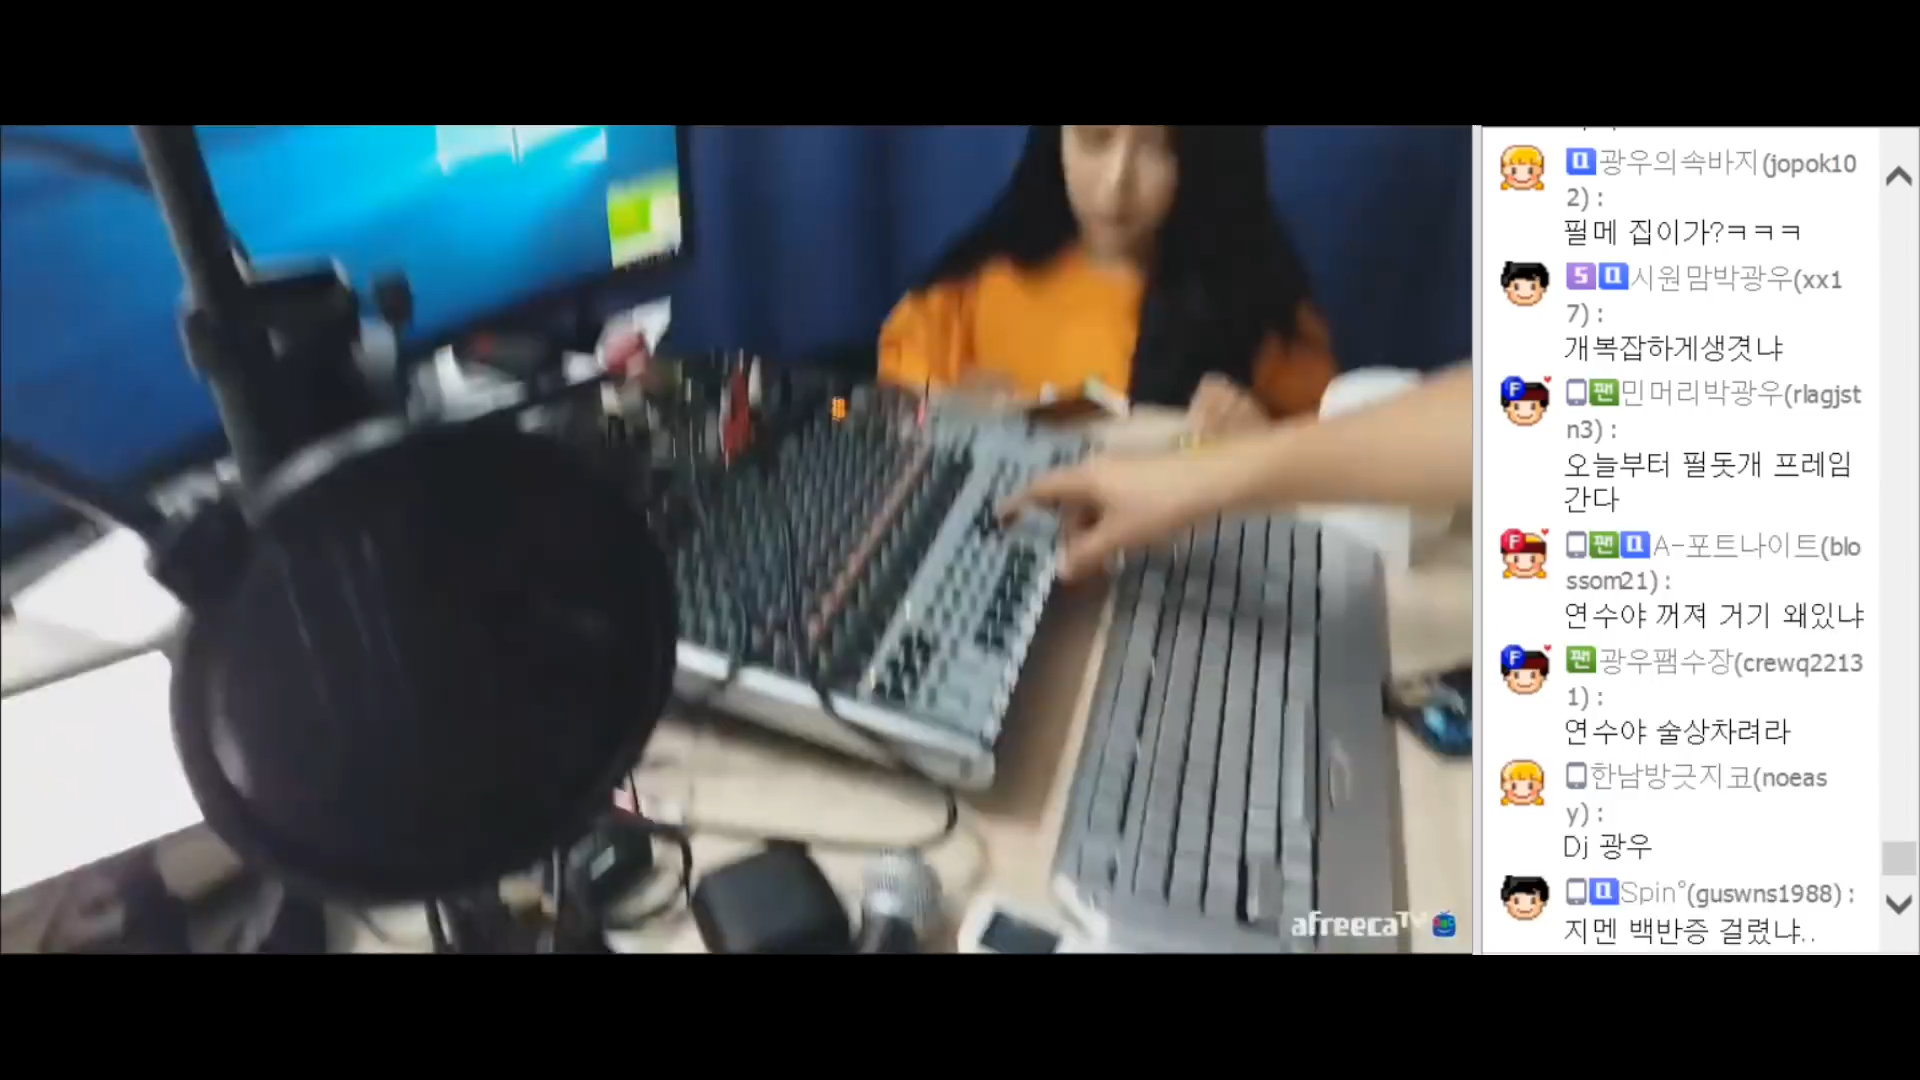 광우의속바지(jopok10
2) :
펄메 집이가?ㅋㅋㅋ
S 시원맘박광우(xx1
7) :
개복잡하게생겻냐
F 팬 민머리박광우(rlagjst
n3) :
오늘부터 펄돗개 프레임
간다
F 팬 A-포트나이트(blo
ssom21) :
연수야 꺼져 거기 왜있냐
F 팬 광우팸수장(crewq2213
1) :
연수야 술상차려라
한남방긋지코(noeas
y) :
Dj 광우
Spin°(guswns1988) :
지멘 백반증 걸렸냐..
afreecaTV